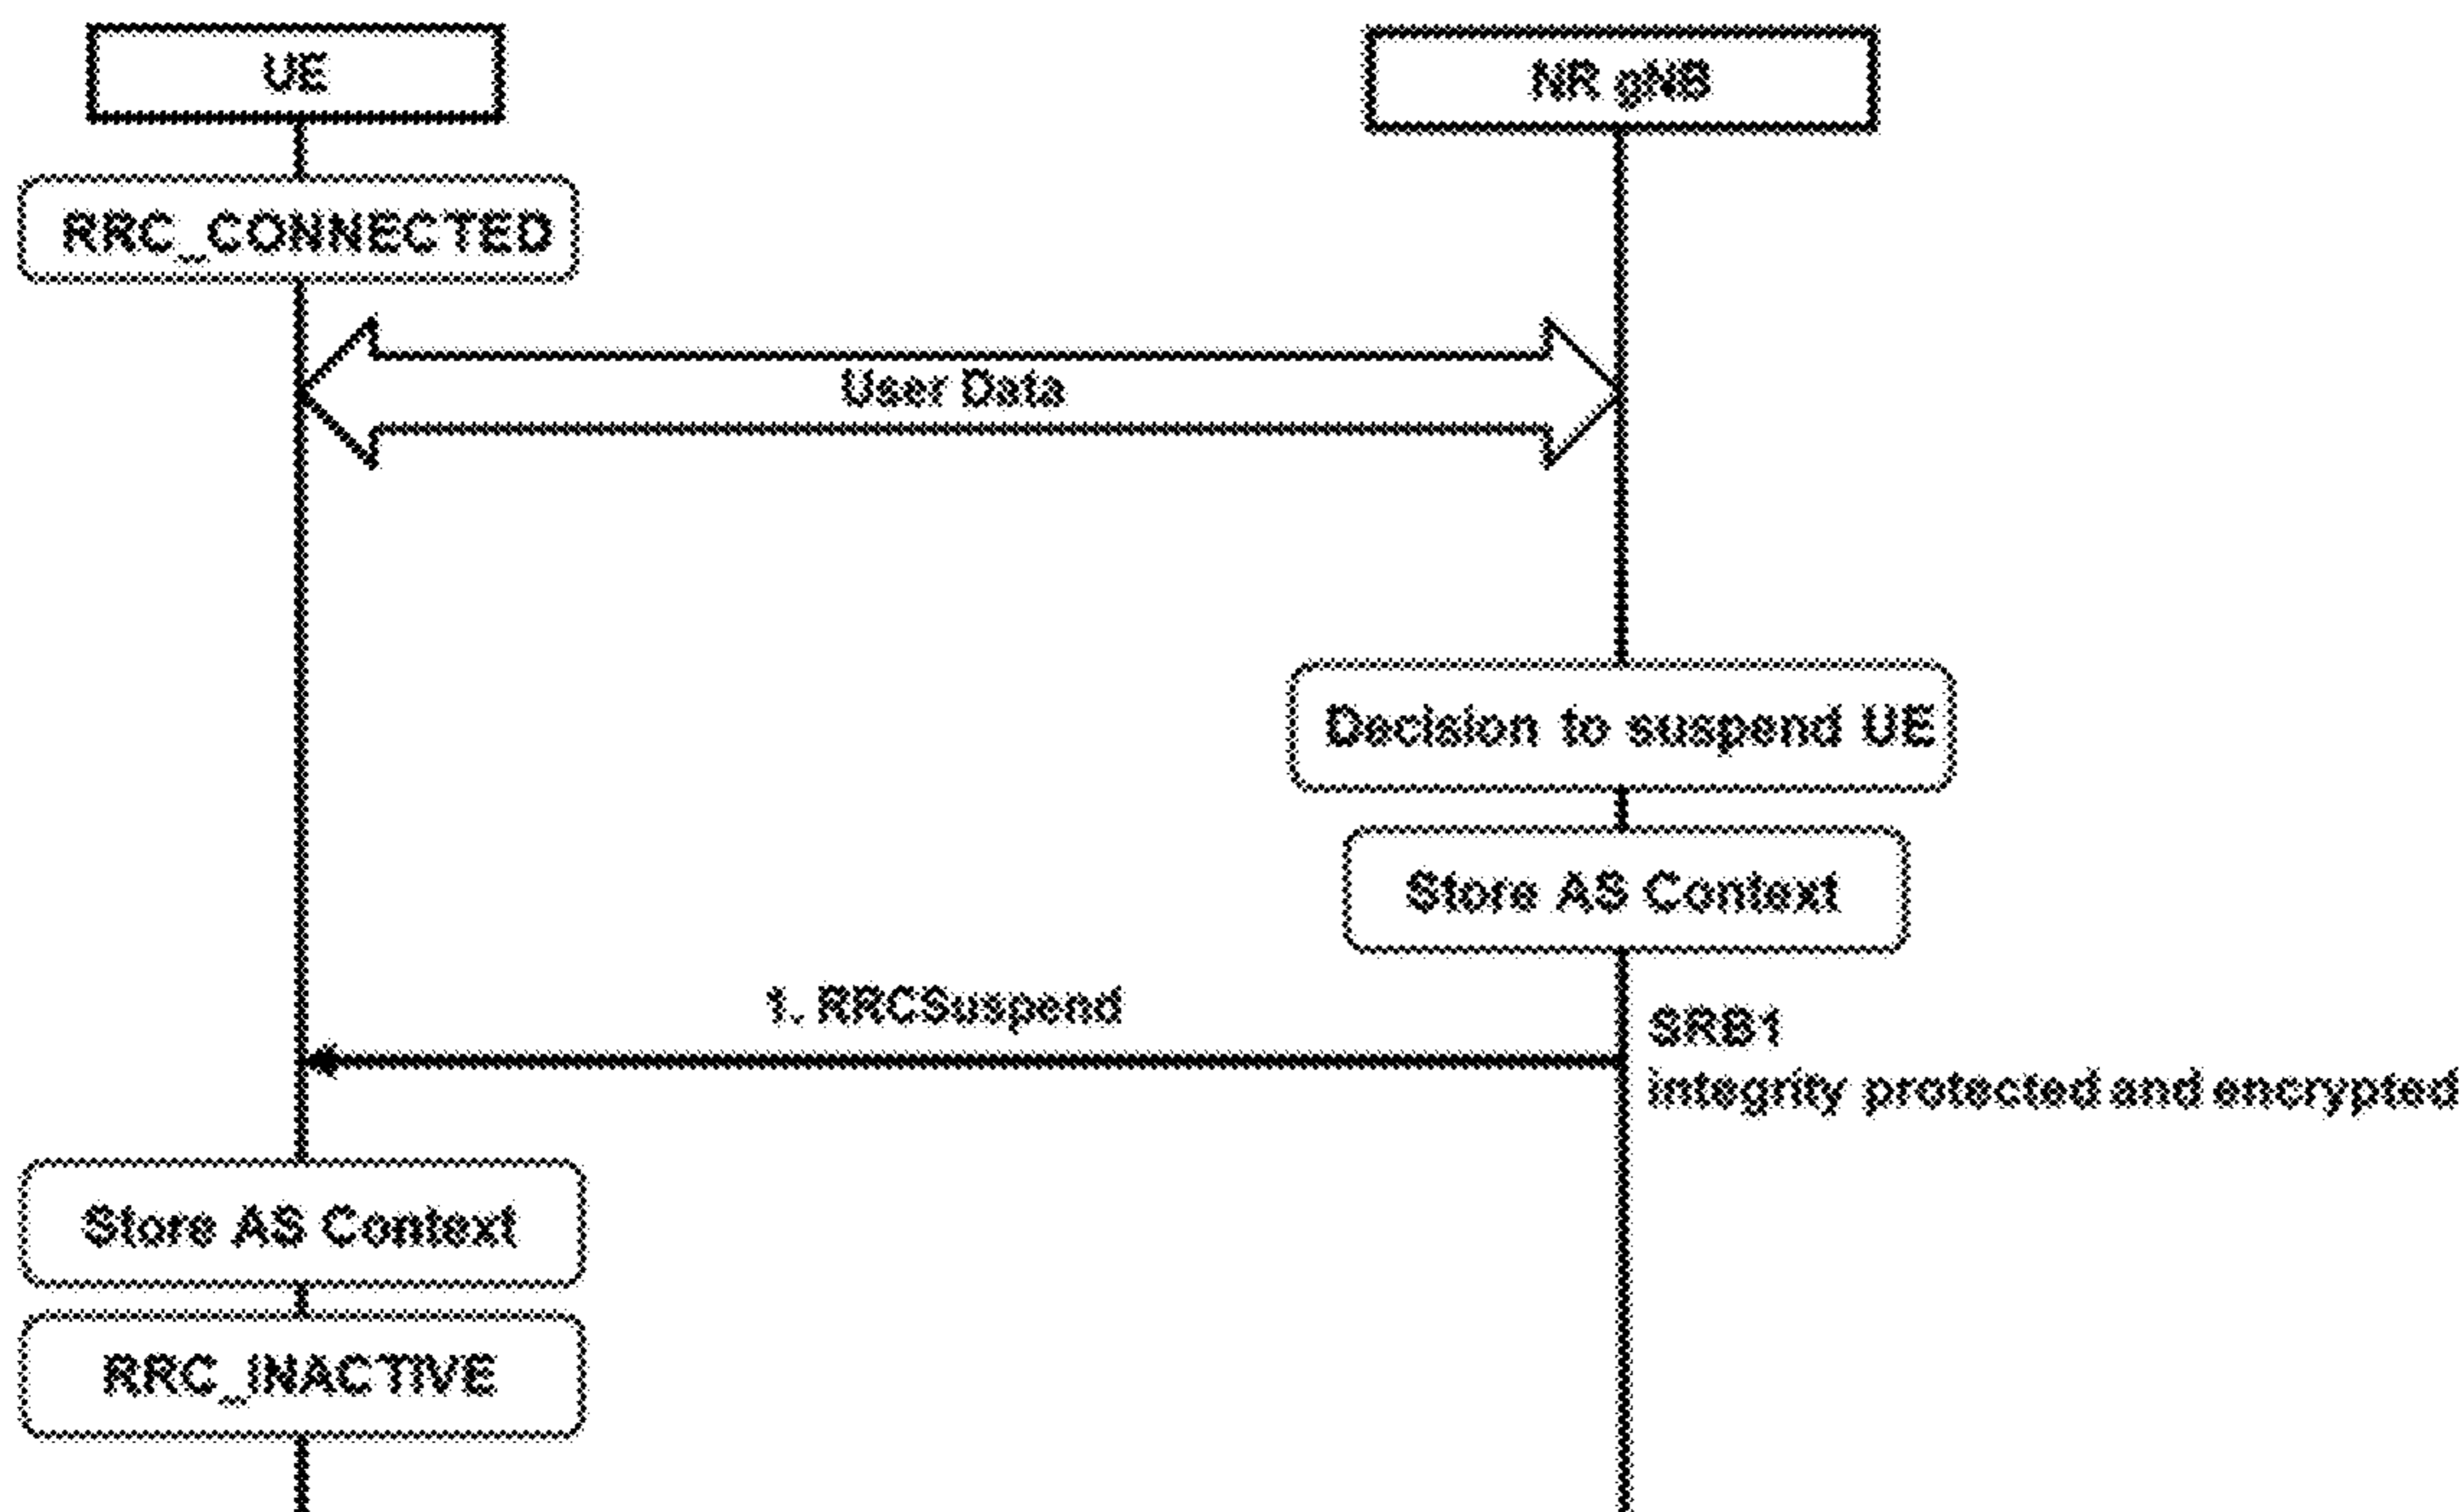 UE
NR gNB
RRC_CONNECTED
User Data
Decision to suspend UE
Store AS Context
1. RRCSuspend
SRB1
integrity protected and encrypted
Store AS Context
RRC_INACTIVE